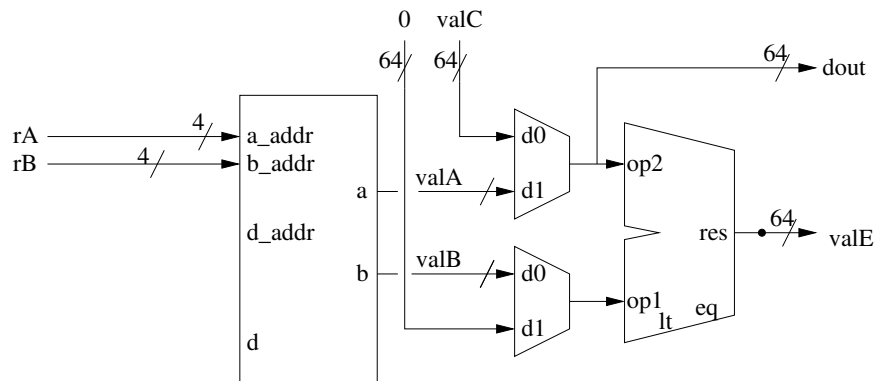 0 valC
64 64 64
dout
rA 4 a_addr d0
rB 4 b_addr op2
a valA d1
d_addr res 64 valE
b valB d0
op1
d1 lt eq
d